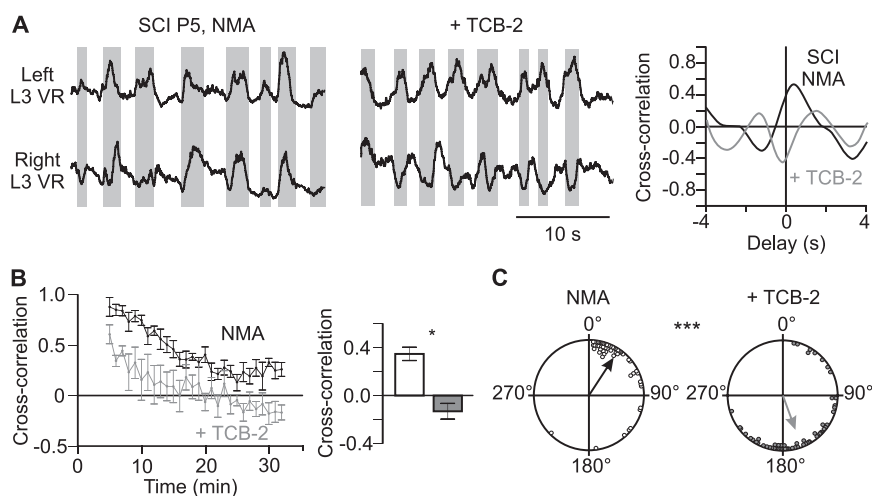 A
SCI P5, NMA
+ TCB-2
Left
L3 VR
Right
L3 VR
10 s
Cross-correlation
0.8
0.4
0.0
-0.4
-0.8
SCI
NMA
+ TCB-2
-4
0
4
Delay (s)
B
Cross-correlation
1.0
0.5
0
-0.5
NMA
+ TCB-2
0
10
20
30
Time (min)
Cross-correlation
0.4
0.0
-0.4
*
C
NMA
+ TCB-2
***
0°
90°
180°
270°
0°
90°
180°
270°